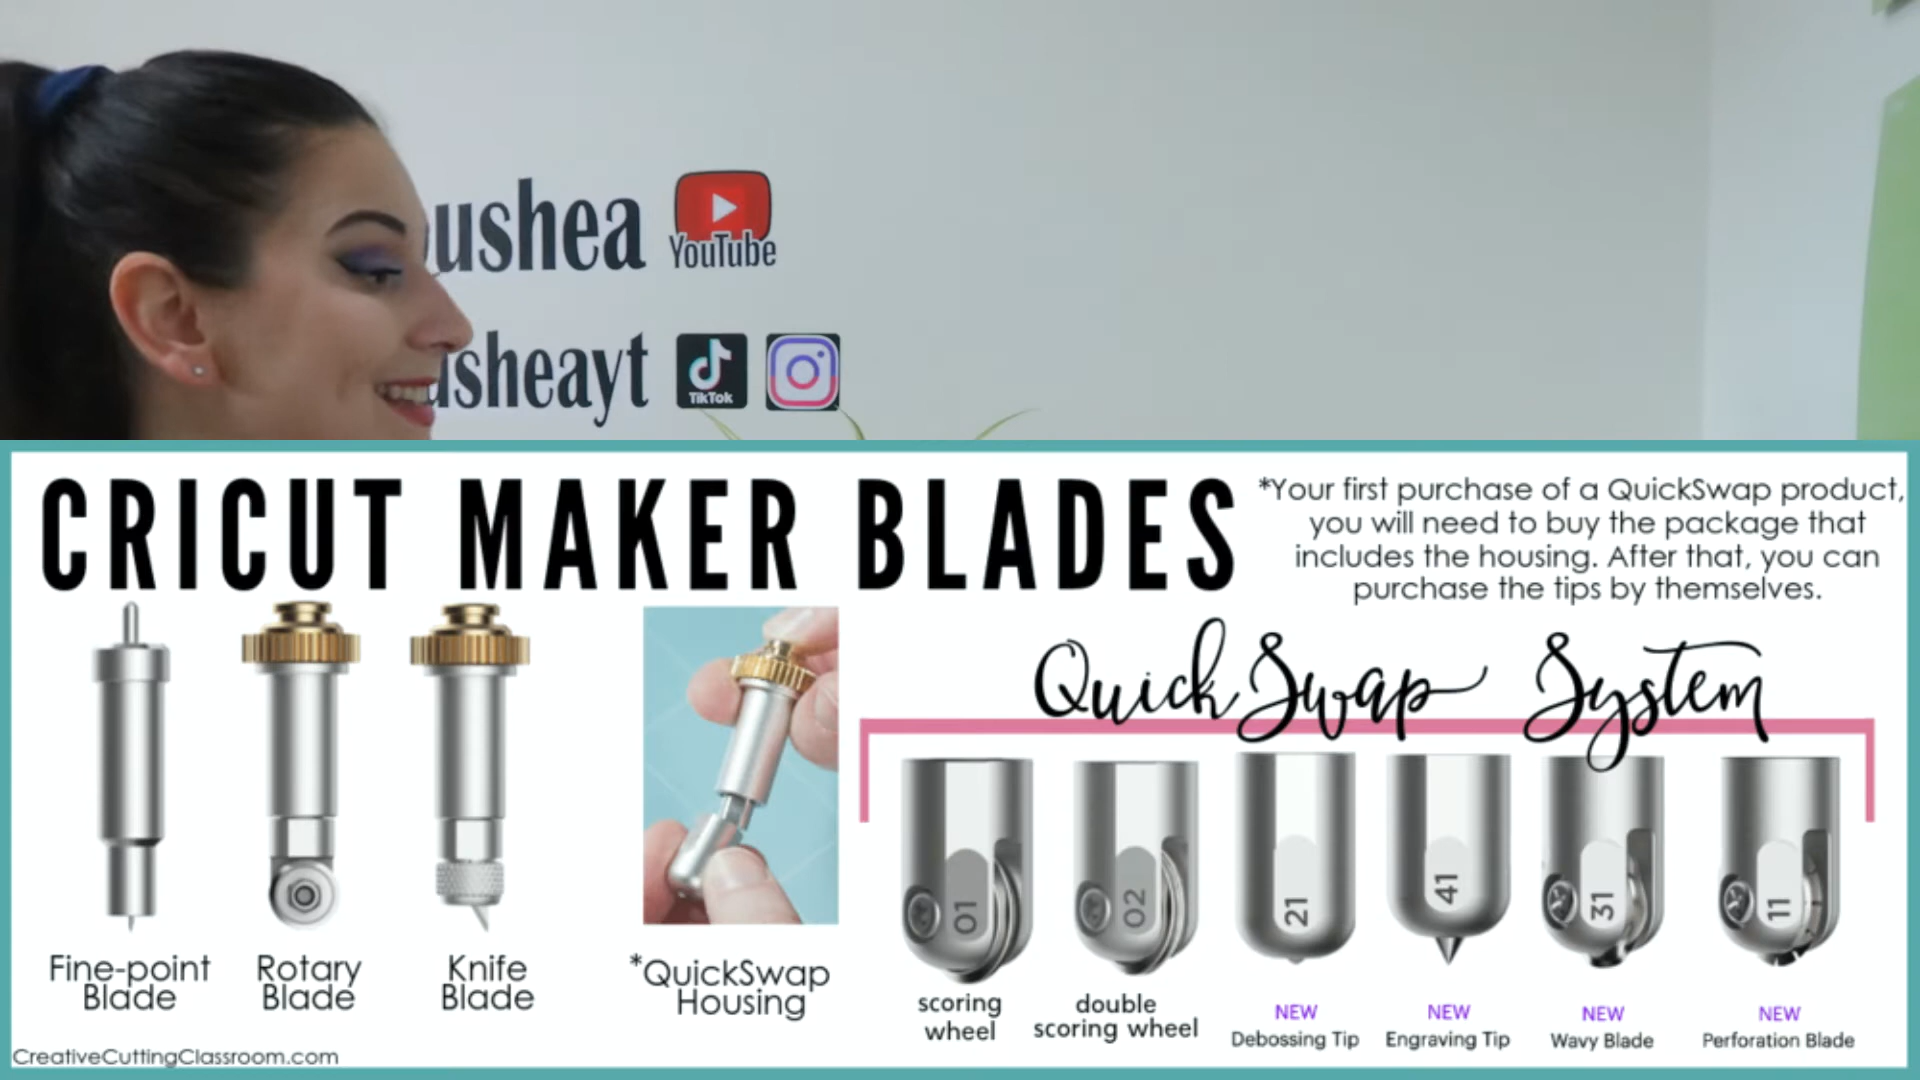 ushea
YouTube
usheayt
TikTok
CRICUT MAKER BLADES
*Your first purchase of a QuickSwap product,
you will need to buy the package that
includes the housing. After that, you can
purchase the tips by themselves.
QuickSwap System
01
02
21
41
31
11
Fine-point
Blade
Rotary
Blade
Knife
Blade
*QuickSwap
Housing
scoring
wheel
double
scoring wheel
NEW
Debossing Tip
NEW
Engraving Tip
NEW
Wavy Blade
NEW
Perforation Blade
CreativeCuttingClassroom.com